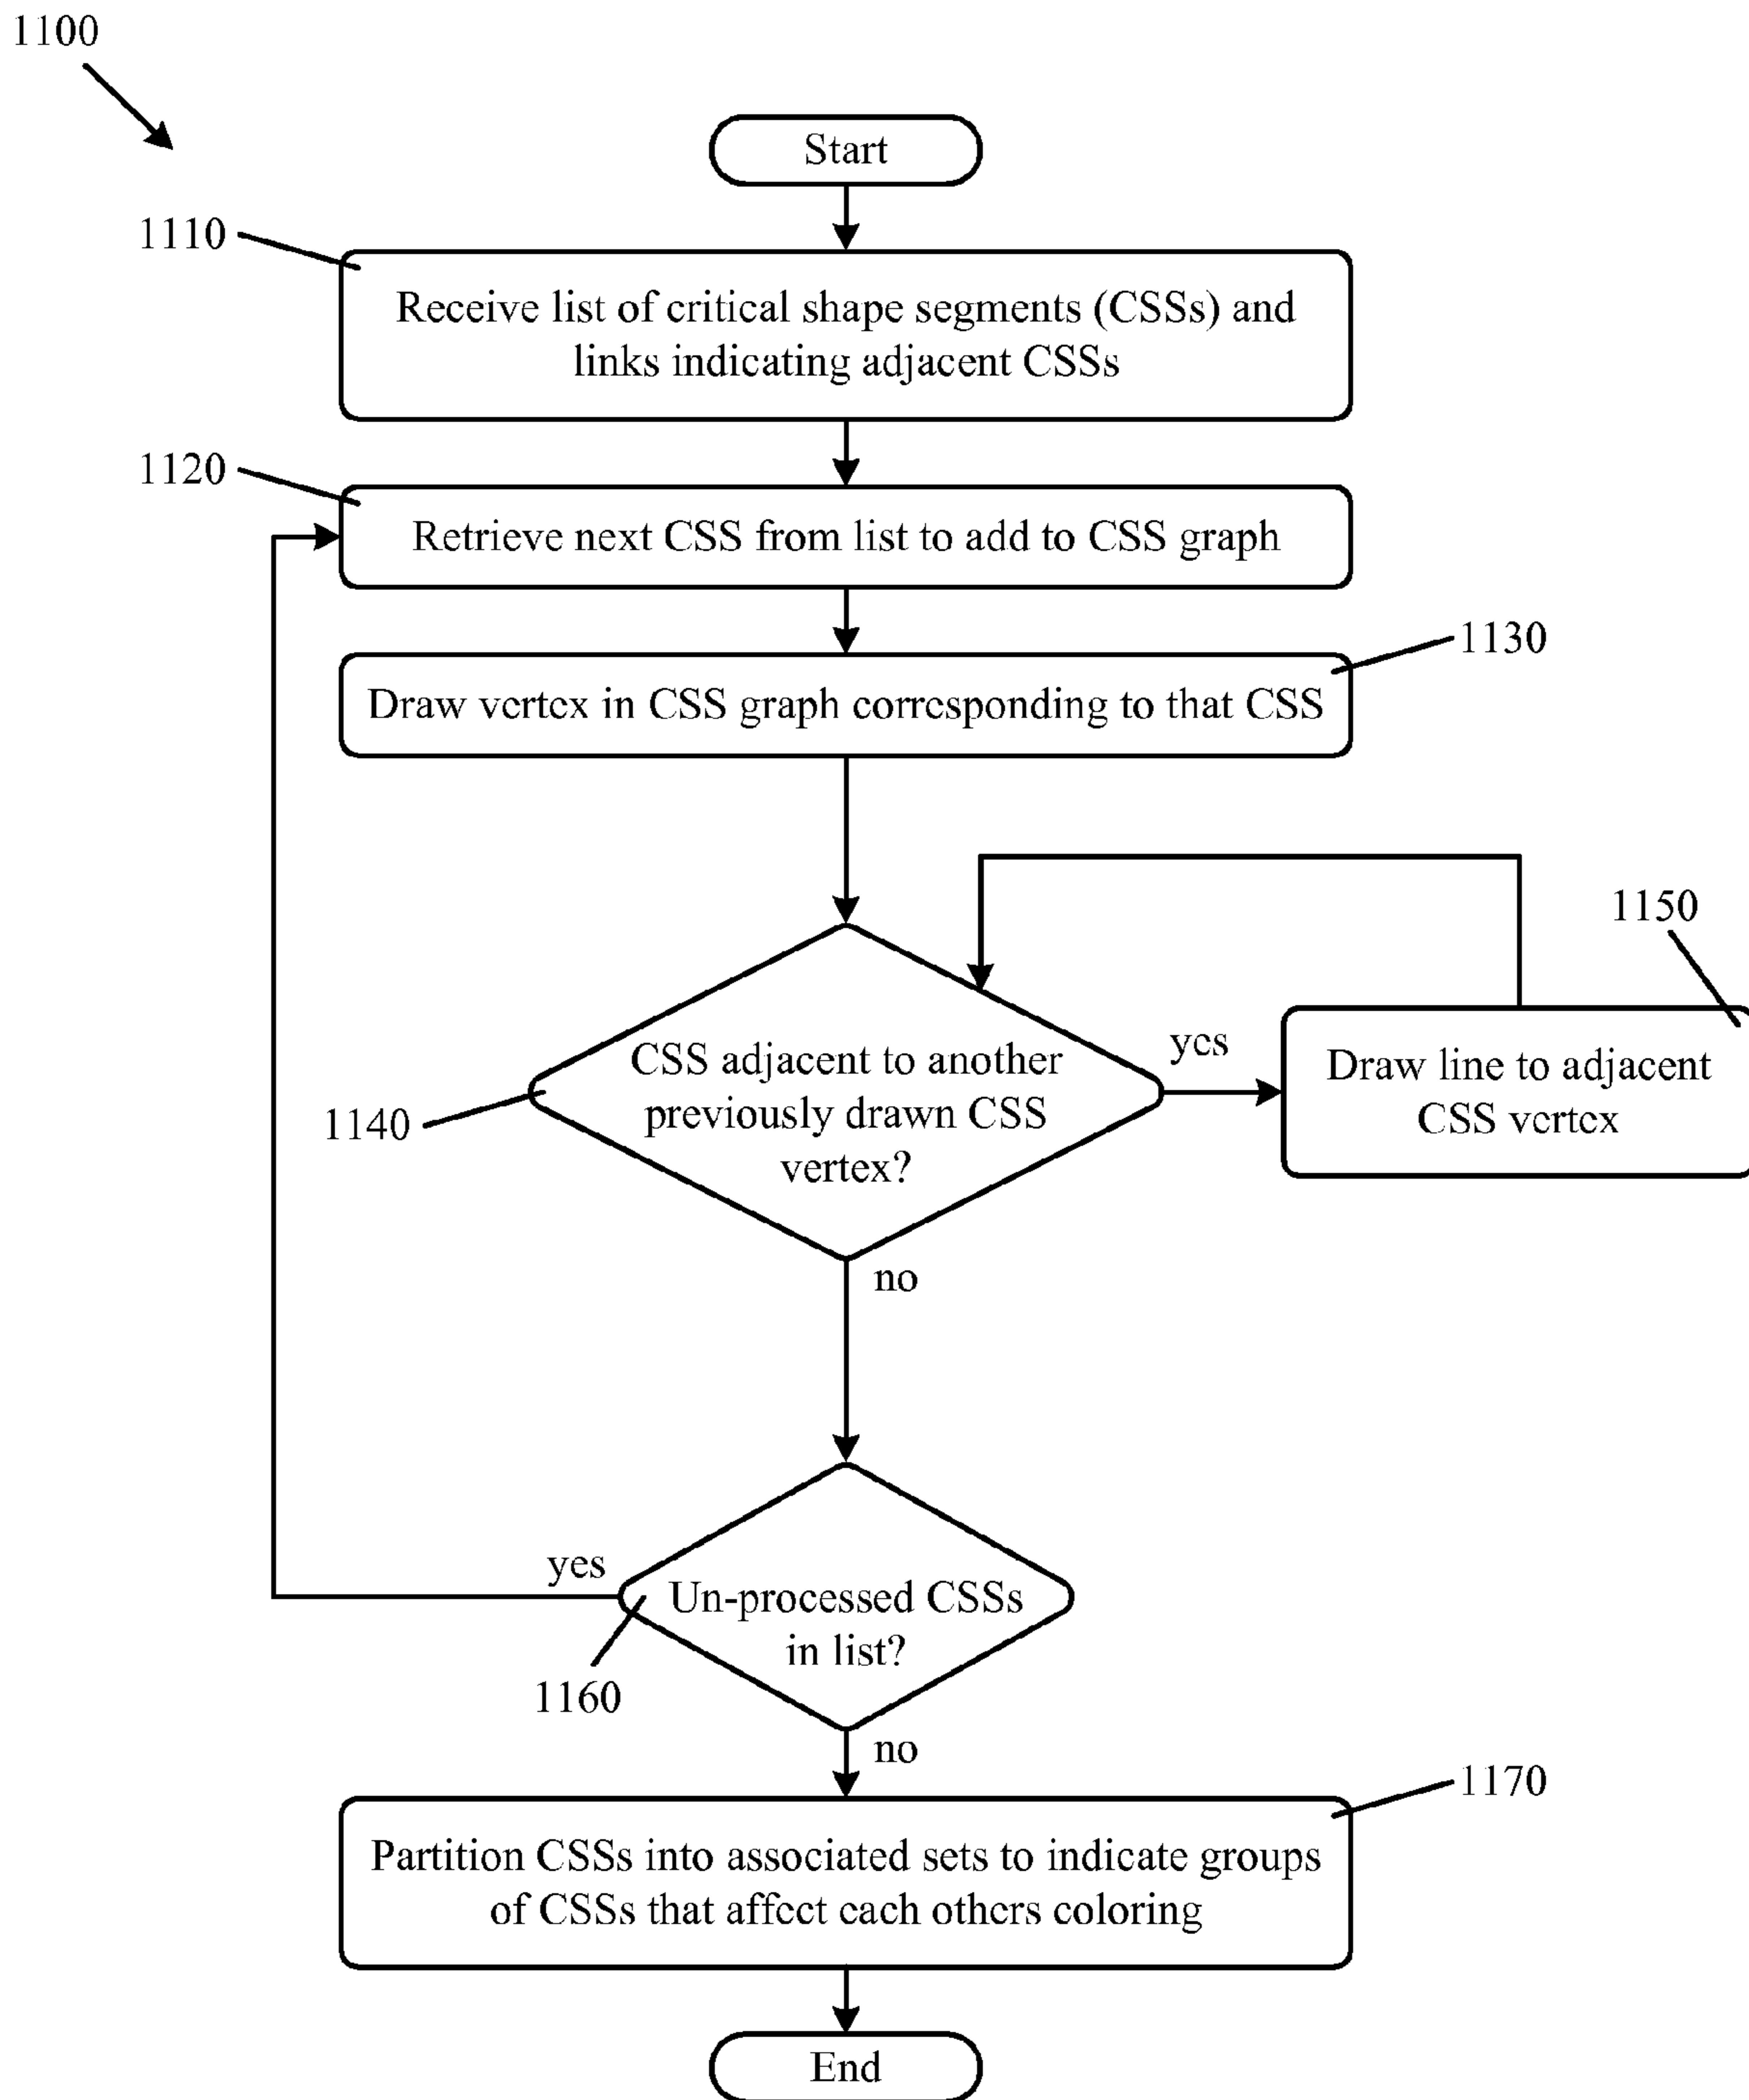 1100
Start
1110
Receive list of critical shape segments (CSSs) and
links indicating adjacent CSSs
1120
Retrieve next CSS from list to add to CSS graph
1130
Draw vertex in CSS graph corresponding to that CSS
1150
CSS adjacent to another
previously drawn CSS
vertex?
yes
Draw line to adjacent
CSS vertex
1140
no
yes
Un-processed CSSs
in list?
1160
no
1170
Partition CSSs into associated sets to indicate groups
of CSSs that affect each others coloring
End